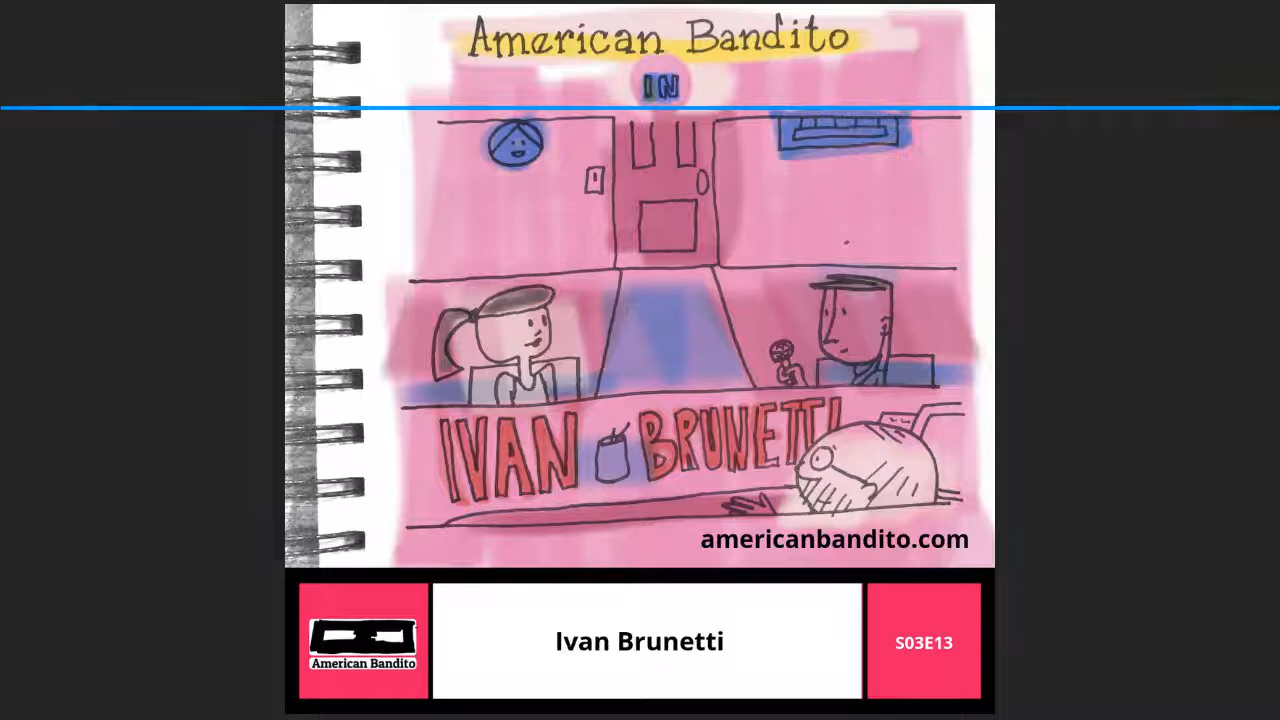 American Bandito
IN
IVAN BRUNETTI
americanbandito.com
American Bandito
Ivan Brunetti
S03E13